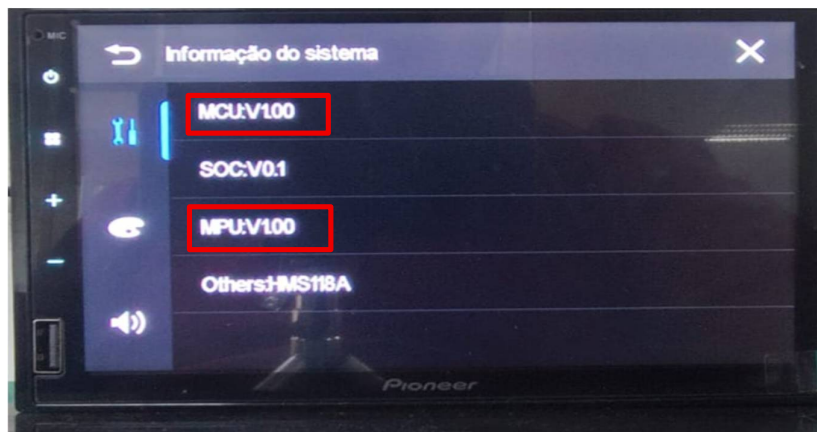 MIC
Informação do sistema
MCU:V1.00
SOC:V0.1
MPU:V1.00
Others:HMS118A
Pioneer